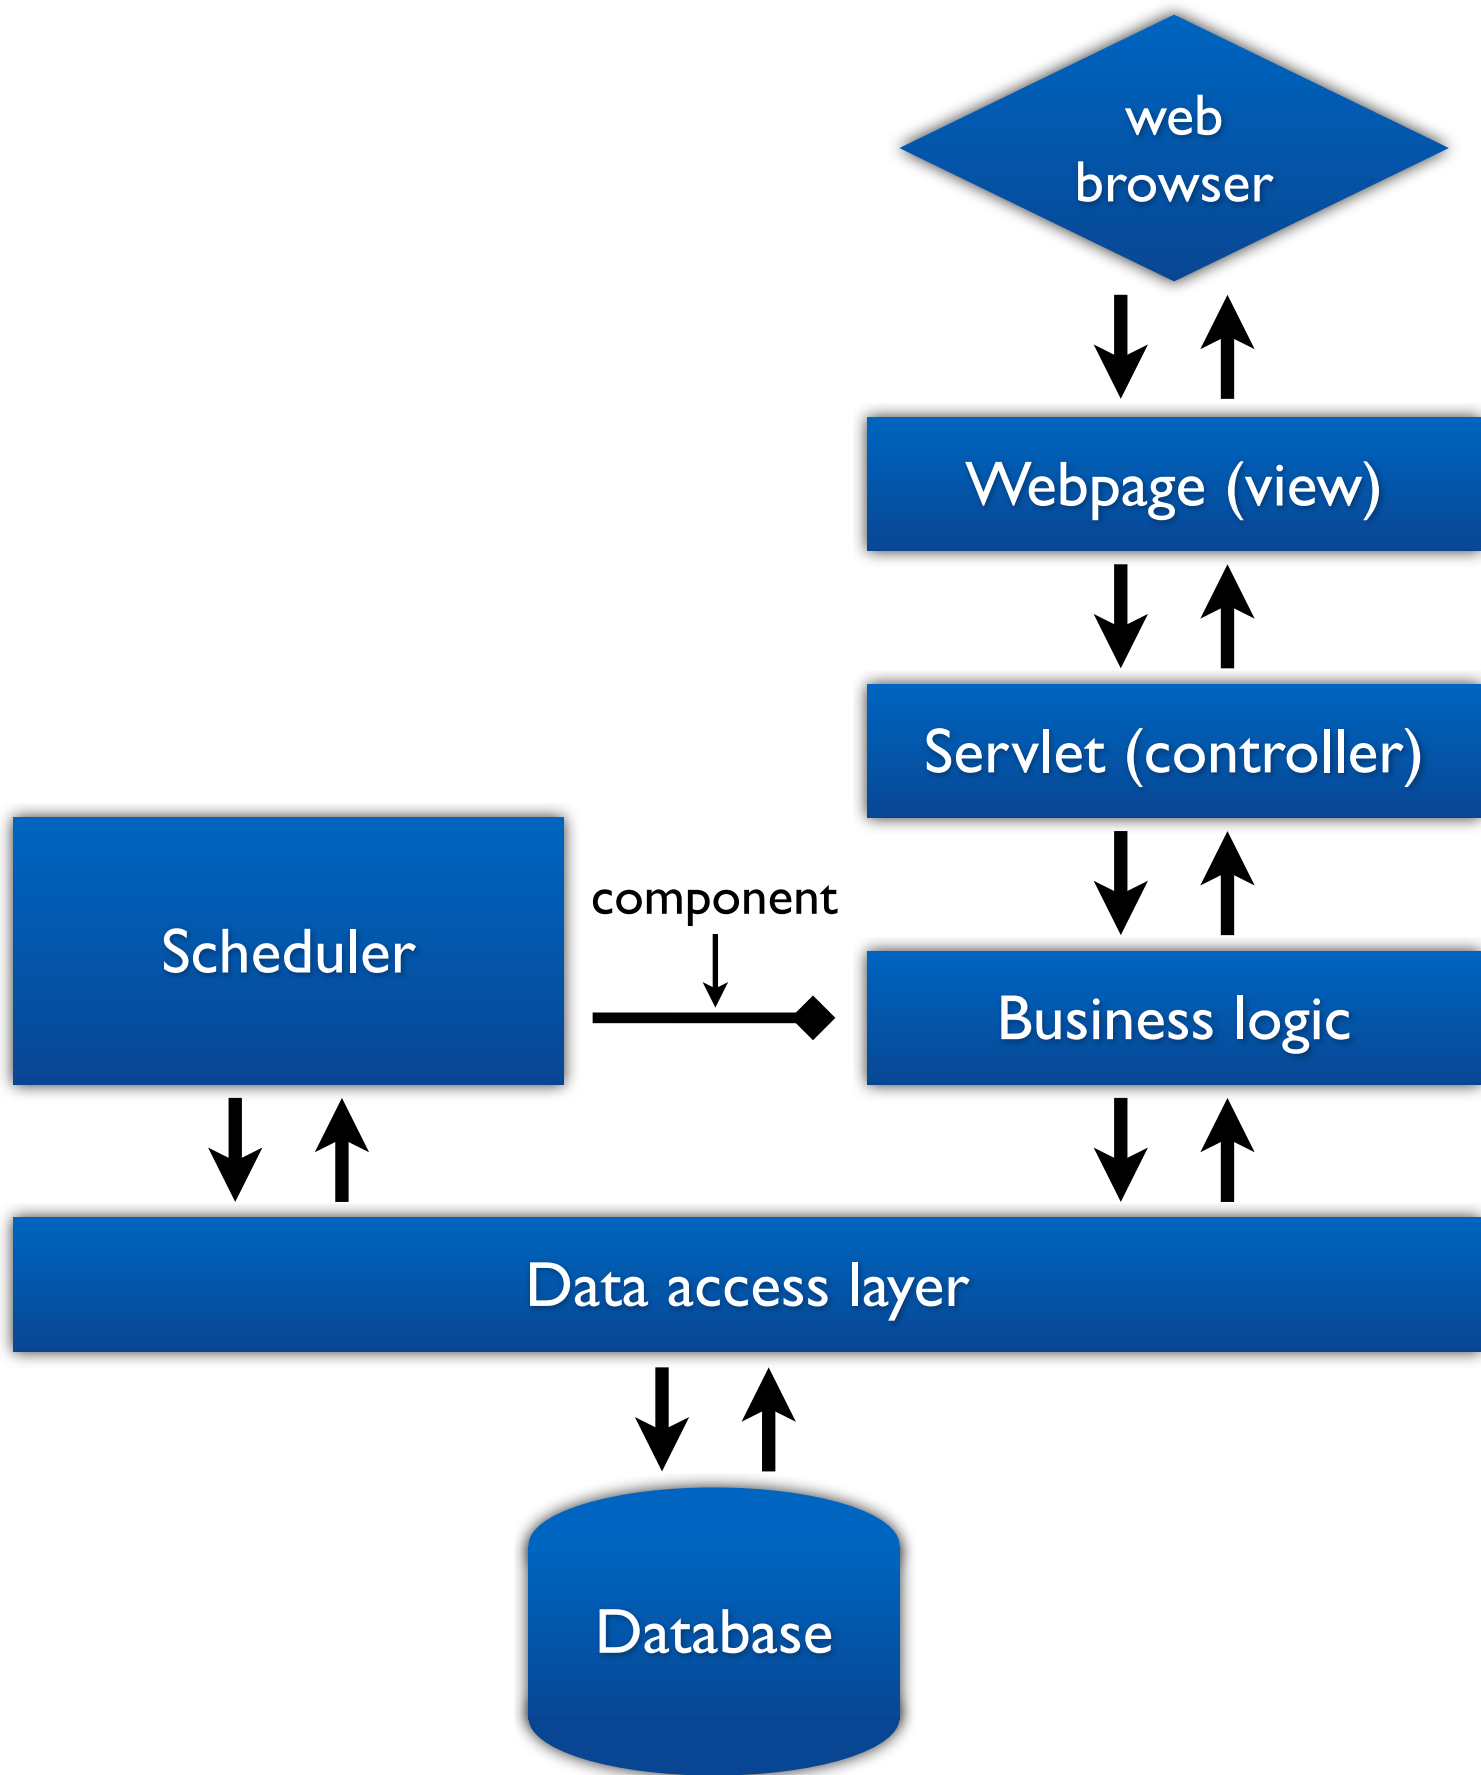 web
browser
Webpage (view)
Servlet (controller)
Scheduler
component
Business logic
Data access layer
Database